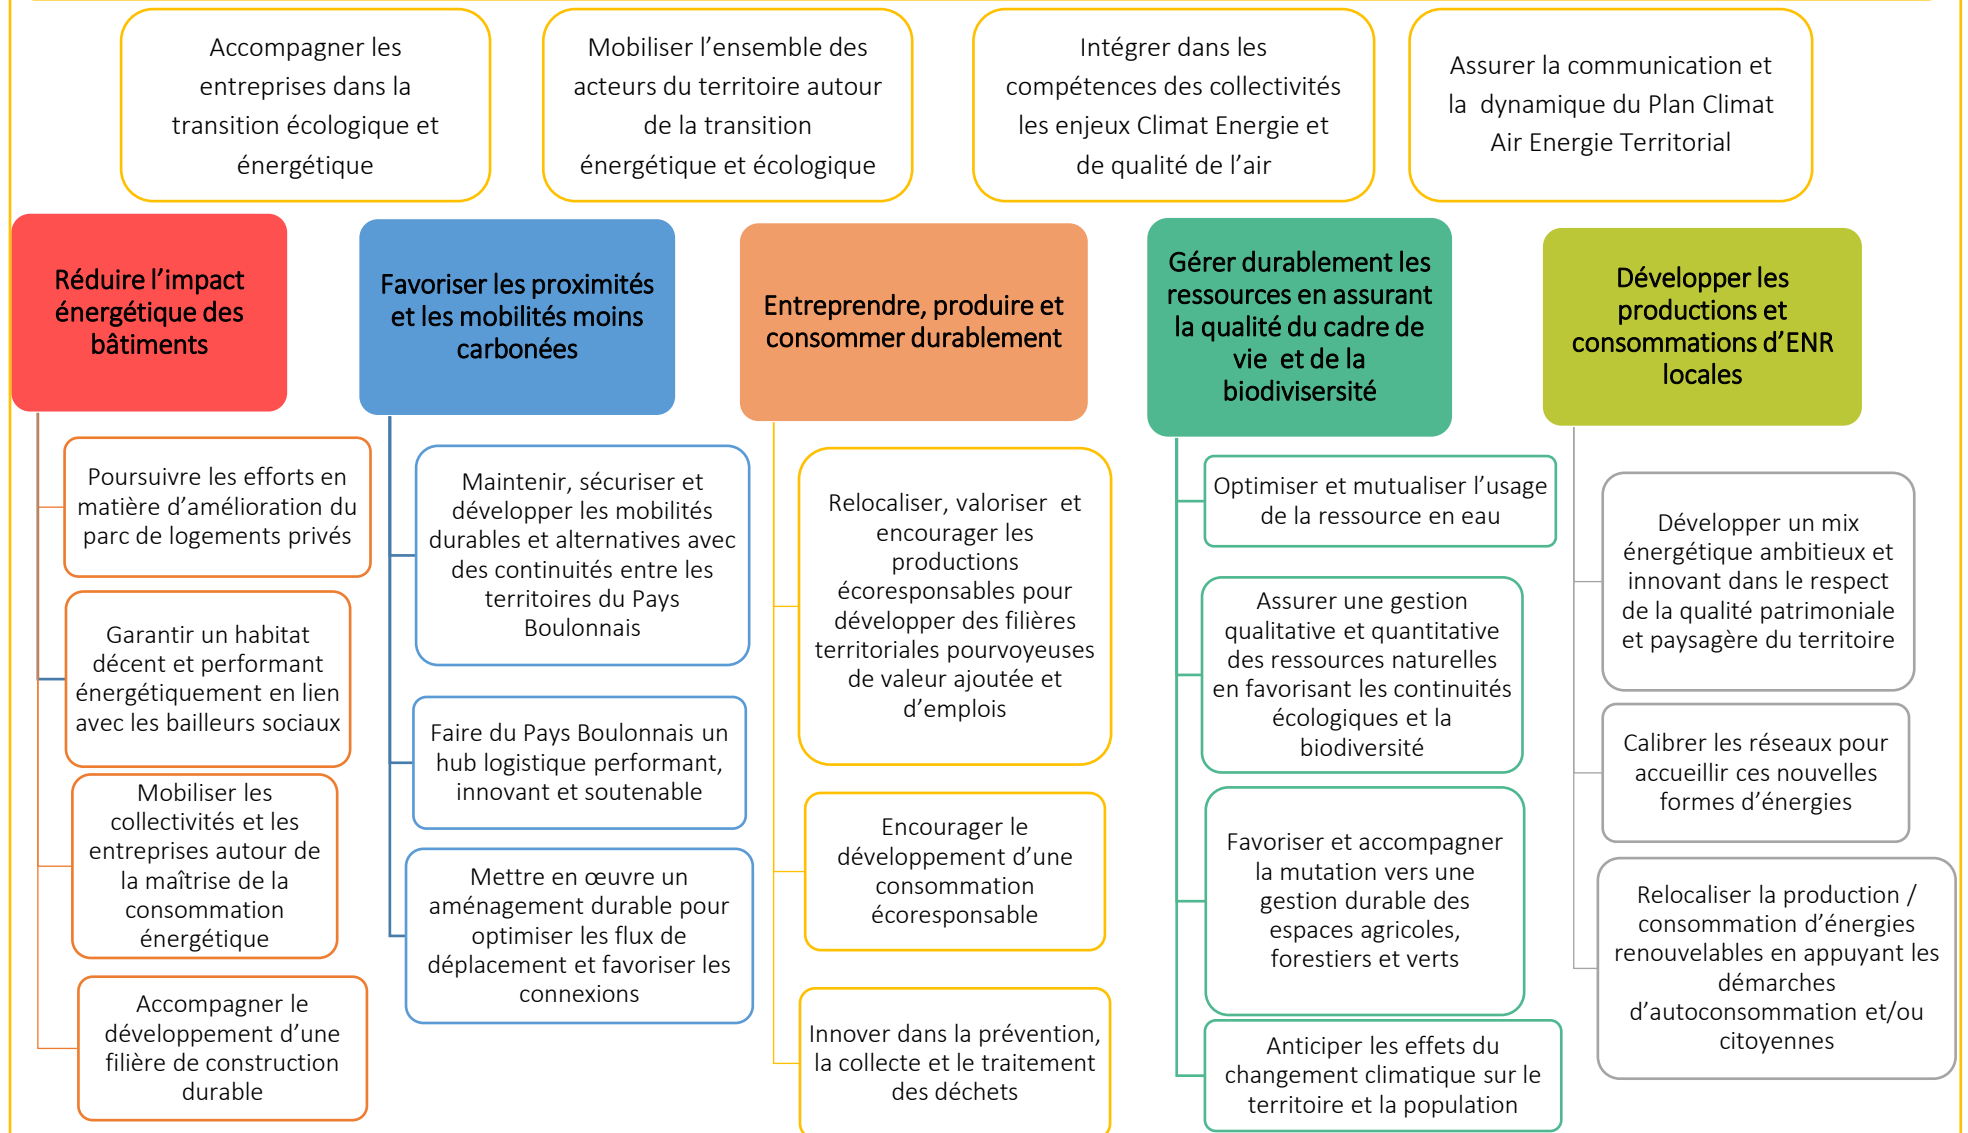 Accompagner les
entreprises dans la
transition écologique et
énergétique
Mobiliser l’ensemble des
acteurs du territoire autour
de la transition
énergétique et écologique
Intégrer dans les
compétences des collectivités
les enjeux Climat Energie et
de qualité de l’air
Assurer la communication et
la dynamique du Plan Climat
Air Energie Territorial
Réduire l’impact
énergétique des
bâtiments
Poursuivre les efforts en
matière d’amélioration du
parc de logements privés
Garantir un habitat
décent et performant
énergétiquement en lien
avec les bailleurs sociaux
Mobiliser les
collectivités et les
entreprises autour de
la maîtrise de la
consommation
énergétique
Accompagner le
développement d’une
filière de construction
durable
Favoriser les proximités
et les mobilités moins
carbonées
Maintenir, sécuriser et
développer les mobilités
durables et alternatives avec
des continuités entre les
territoires du Pays
Boulonnais
Faire du Pays Boulonnais un
hub logistique performant,
innovant et soutenable
Mettre en œuvre un
aménagement durable pour
optimiser les flux de
déplacement et favoriser les
connexions
Entreprendre, produire et
consommer durablement
Relocaliser, valoriser et
encourager les
productions
écoresponsables pour
développer des filières
territoriales pourvoyeuses
de valeur ajoutée et
d’emplois
Encourager le
développement d’une
consommation
écoresponsable
Innover dans la prévention,
la collecte et le traitement
des déchets
Gérer durablement les
ressources en assurant
la qualité du cadre de
vie et de la
biodivisersité
Optimiser et mutualiser l’usage
de la ressource en eau
Assurer une gestion
qualitative et quantitative
des ressources naturelles
en favorisant les continuités
écologiques et la
biodiversité
Favoriser et accompagner
la mutation vers une
gestion durable des
espaces agricoles,
forestiers et verts
Anticiper les effets du
changement climatique sur le
territoire et la population
Développer les
productions et
consommations d’ENR
locales
Développer un mix
énergétique ambitieux et
innovant dans le respect
de la qualité patrimoniale
et paysagère du territoire
Calibrer les réseaux pour
accueillir ces nouvelles
formes d’énergies
Relocaliser la production /
consommation d’énergies
renouvelables en appuyant les
démarches
d’autoconsommation et/ou
citoyennes